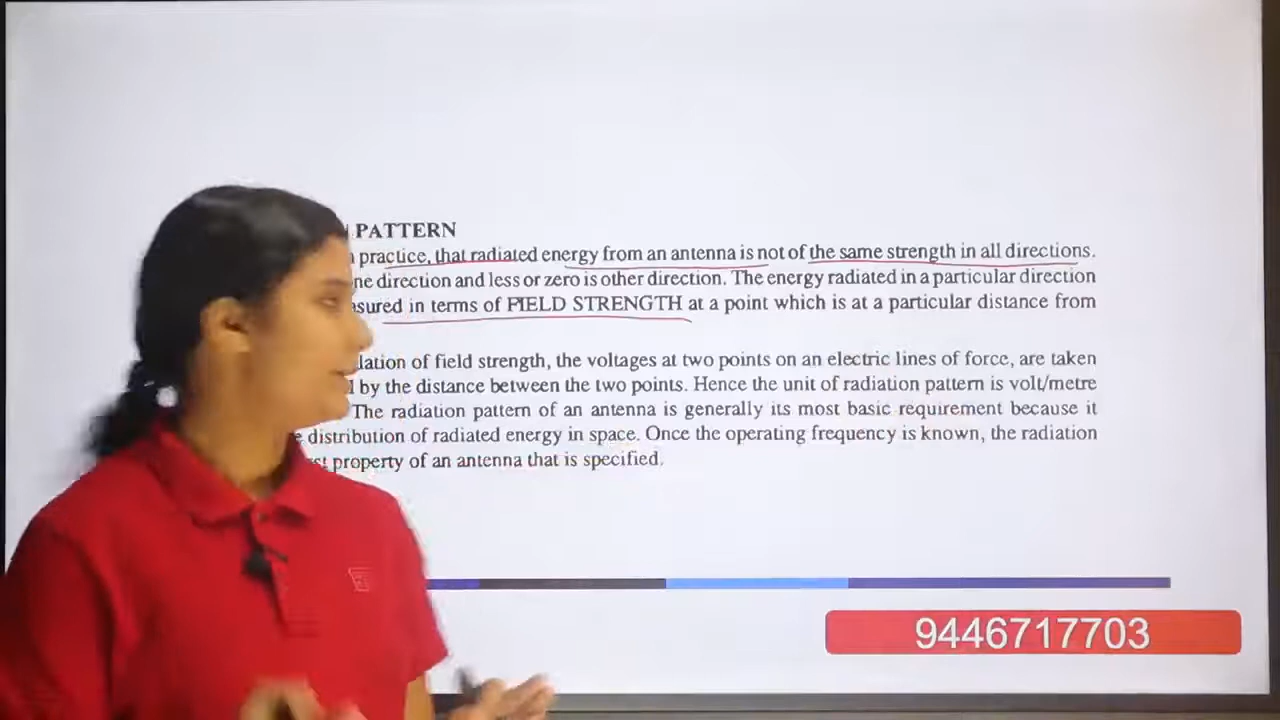 PATTERN
practice, that radiated energy from an antenna is not of the same strength in all directions.
direction and less or zero is other direction. The energy radiated in a particular direction
in terms of FIELD STRENGTH at a point which is at a particular distance from
of field strength, the voltages at two points on an electric lines of force, are taken
by the distance between the two points. Hence the unit of radiation pattern is volt/metre
The radiation pattern of an antenna is generally its most basic requirement because it
distribution of radiated energy in space. Once the operating frequency is known, the radiation
property of an antenna that is specified.
9446717703